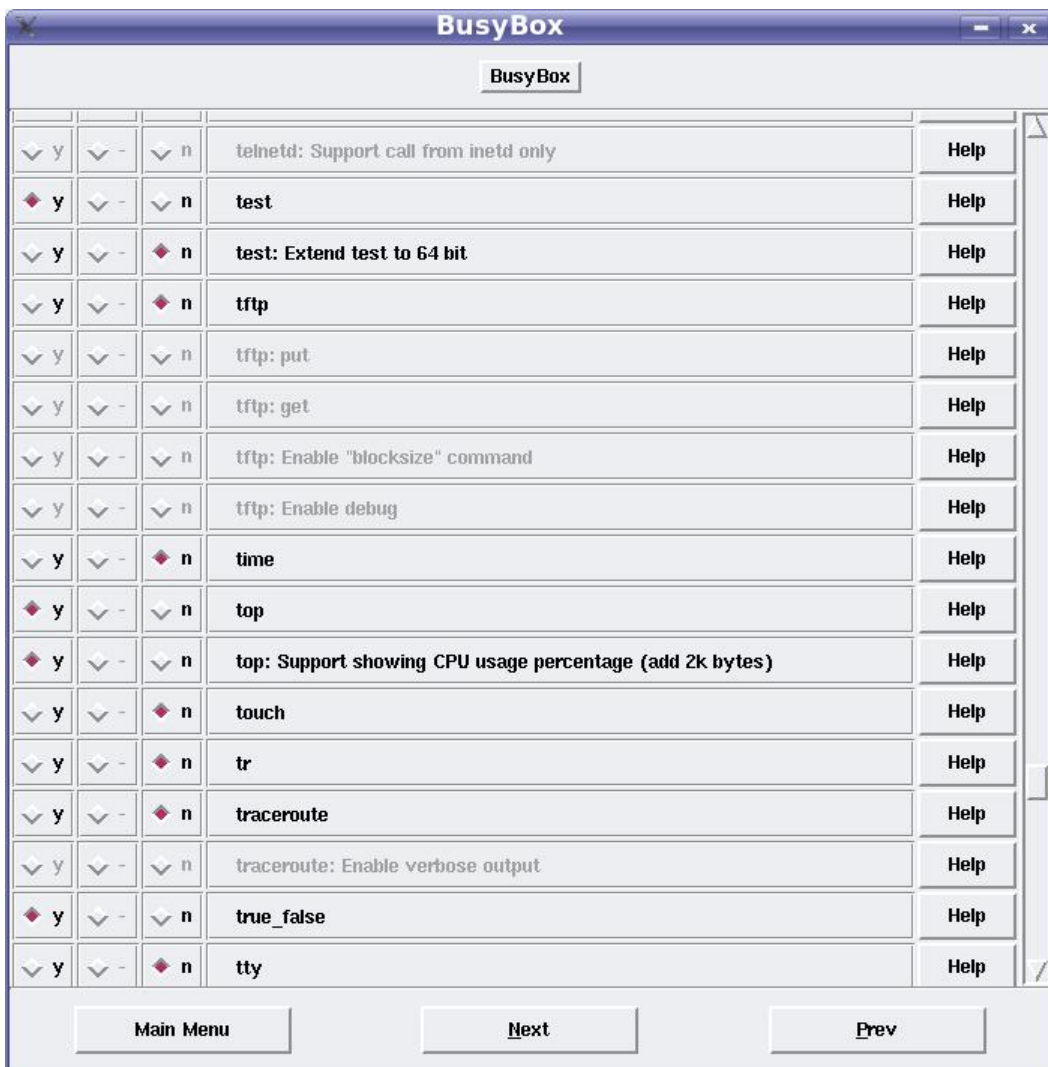 BusyBox
BusyBox
y - n telnetd: Support call from inetd only Help
y - n test Help
y - n test: Extend test to 64 bit Help
y - n tftp Help
y - n tftp: put Help
y - n tftp: get Help
y - n tftp: Enable "blocksize" command Help
y - n tftp: Enable debug Help
y - n time Help
y - n top Help
y - n top: Support showing CPU usage percentage (add 2k bytes) Help
y - n touch Help
y - n tr Help
y - n traceroute Help
y - n traceroute: Enable verbose output Help
y - n true_false Help
y - n tty Help
Main Menu Next Prev